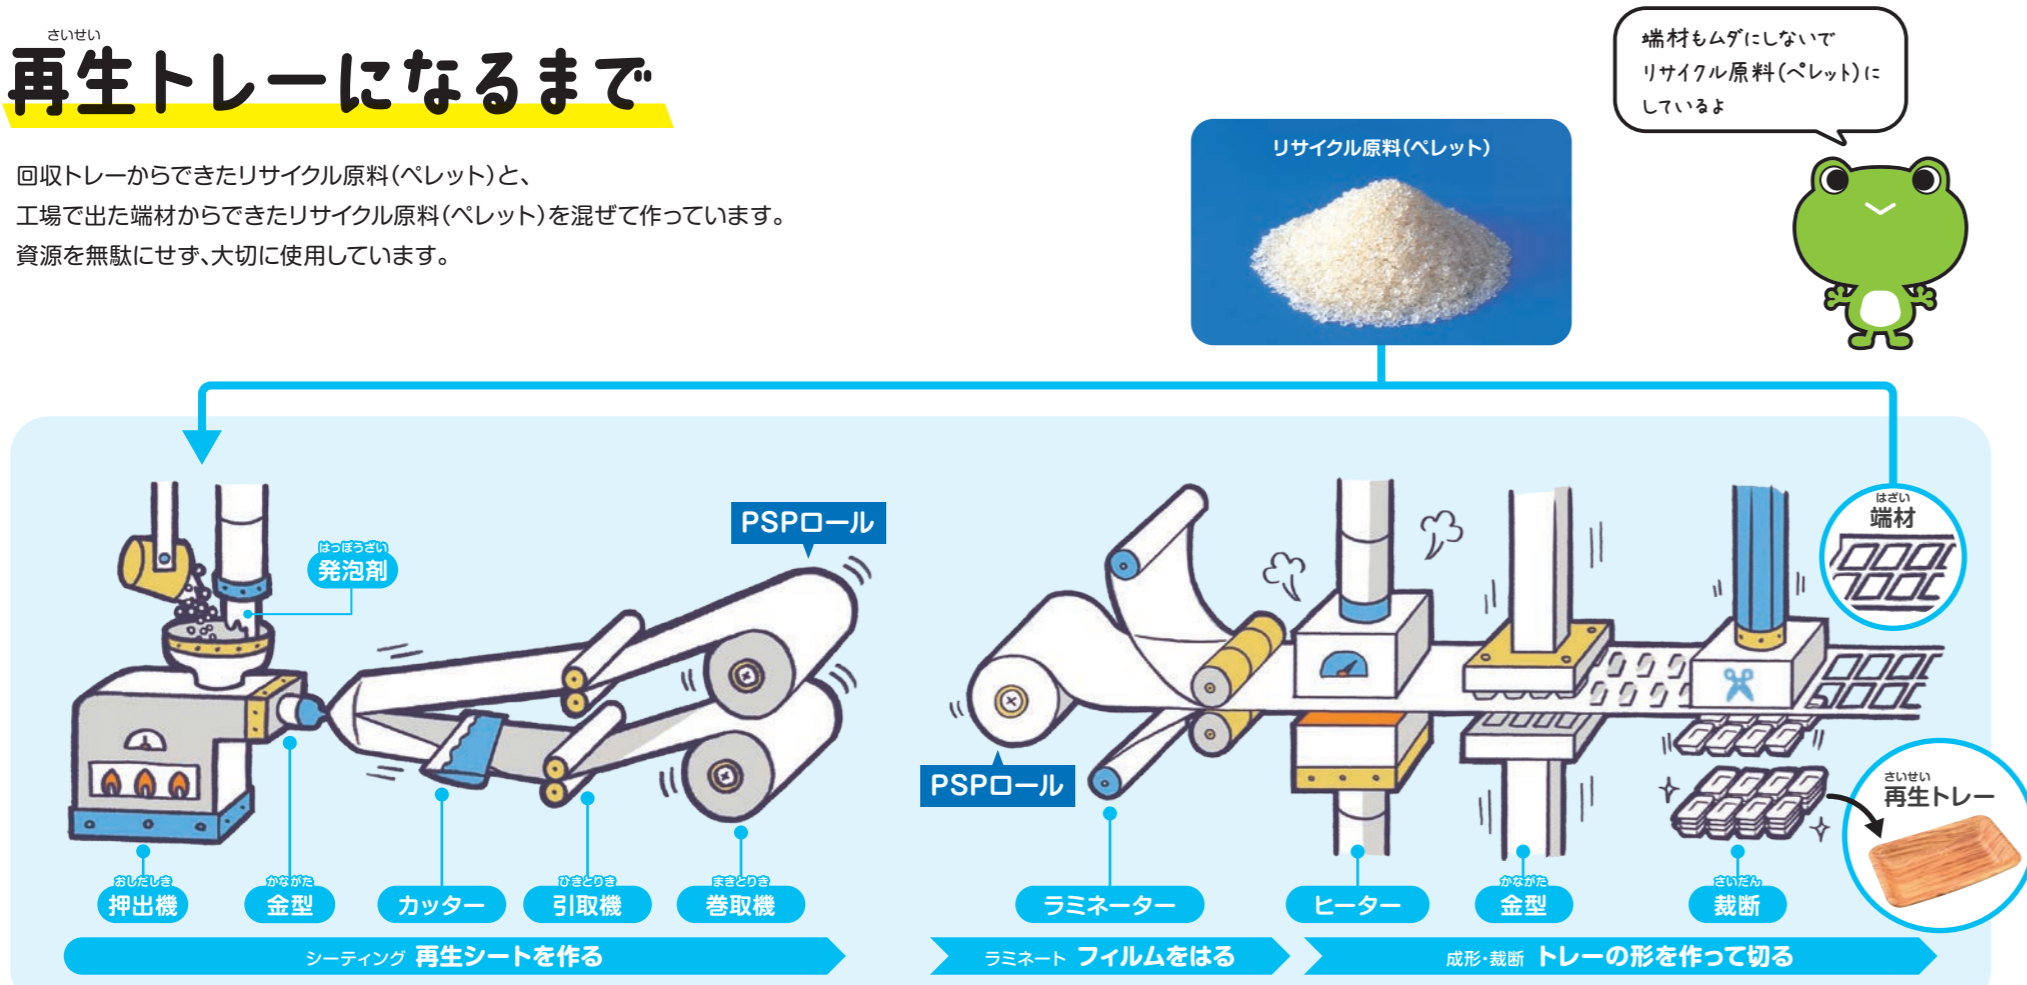 さいせい
再生トレーになるまで
回収トレーからできたリサイクル原料(ペレット)と、
工場で出た端材からできたリサイクル原料(ペレット)を混ぜて作っています。
資源を無駄にせず、大切に使用しています。
リサイクル原料(ペレット)
端材もムダにしないで
リサイクル原料(ペレット)に
しているよ
はっぽうざい
発泡剤
PSPロール
PSPロール
はざい
端材
さいせい
再生トレー
おしだしき
押出機
かながた
金型
カッター
ひきとりき
引取機
まきとりき
巻取機
ラミネーター
ヒーター
かながた
金型
さいだん
裁断
シーティング 再生シートを作る
ラミネート フィルムをはる
成形・裁断 トレーの形を作って切る